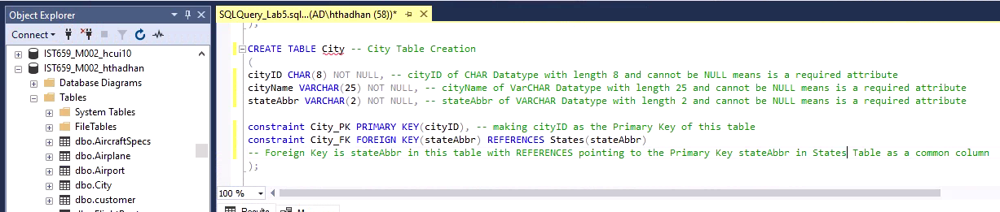 Object Explorer
Connect
IST659_M002_hcui10
IST659_M002_hthadhan
Database Diagrams
Tables
System Tables
FileTables
dbo.AircraftSpecs
dbo.Airplane
dbo.Airport
dbo.City
dbo.customer
SQLQuery_Lab5.sql...(AD\hthadhan (58))*
);
CREATE TABLE City -- City Table Creation
(
cityID CHAR(8) NOT NULL, -- cityID of CHAR Datatype with length 8 and cannot be NULL means is a required attribute
cityName VARCHAR(25) NOT NULL, -- cityName of VarCHAR Datatype with length 25 and cannot be NULL means is a required attribute
stateAbbr VARCHAR(2) NOT NULL, -- stateAbbr of VARCHAR Datatype with length 2 and cannot be NULL means is a required attribute
constraint City_PK PRIMARY KEY(cityID), -- making cityID as the Primary Key of this table
constraint City_FK FOREIGN KEY(stateAbbr) REFERENCES States(stateAbbr)
-- Foreign Key is stateAbbr in this table with REFERENCES pointing to the Primary Key stateAbbr in States Table as a common column
);
100 %
Results